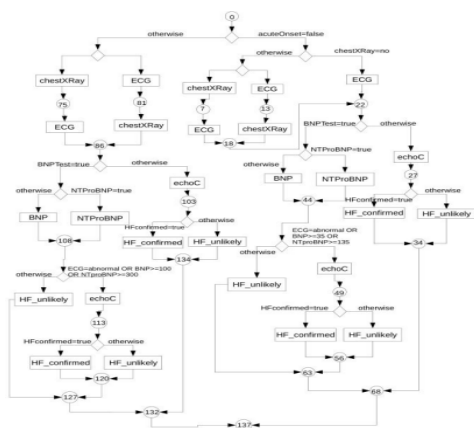 0
otherwise acuteOnset=false
otherwise chestXRay=no
chestXRay ECG chestXRay ECG ECG
75 81 7 13 22
ECG chestXRay ECG 18 chestXRay BNPTest=true otherwise
86
BNPTest=true otherwise NTProBNP=true echoC
otherwise 27
otherwise NTProBNP=true echoC BNP NTProBNP HFconfirmed=true otherwise
103 44 HF_confirmed HF_unlikely
BNP NTProBNP HFconfirmed=true otherwise
HF_confirmed HF_unlikely 34
108 134 ECG=abnormal OR
BNP>=35 OR
NTproBNP>=135
otherwise
ECG=abnormal OR BNP>=100
OR NTproBNP>=300
otherwise
HF_unlikely echoC HF_unlikely echoC
49
113 HFconfirmed=true otherwise
HFconfirmed=true otherwise HF_confirmed HF_unlikely
HF_confirmed HF_unlikely 56
120 63
127 68
132
137